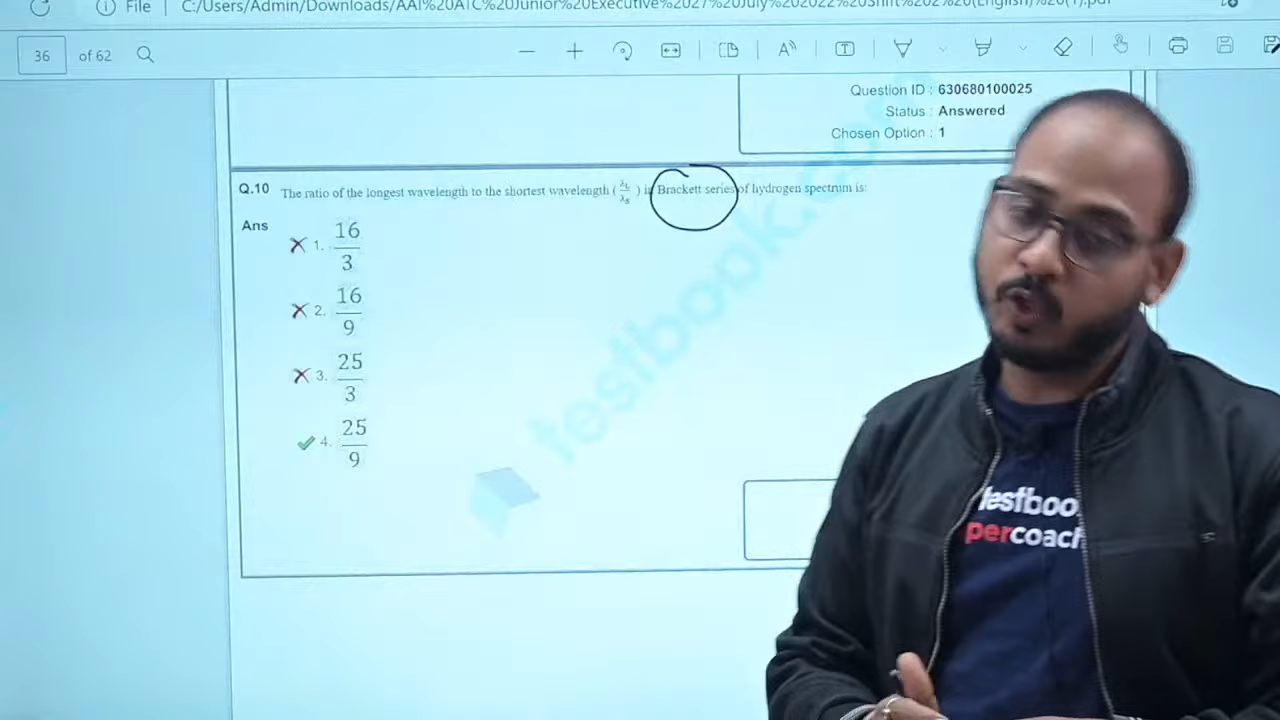 File | C:/Users/Admin/Downloads/AAI%20ATC%20Junior%20Executive%2027%20July%202022%20Shift%202%20(English)%20(1).pdf
36 of 62
Question ID : 630680100025
Status : Answered
Chosen Option : 1
Q.10 The ratio of the longest wavelength to the shortest wavelength (λL/λS) in Brackett series of hydrogen spectrum is:
Ans
1. 16/3
2. 16/9
3. 25/3
4. 25/9
testbook.com
testboo
percoach